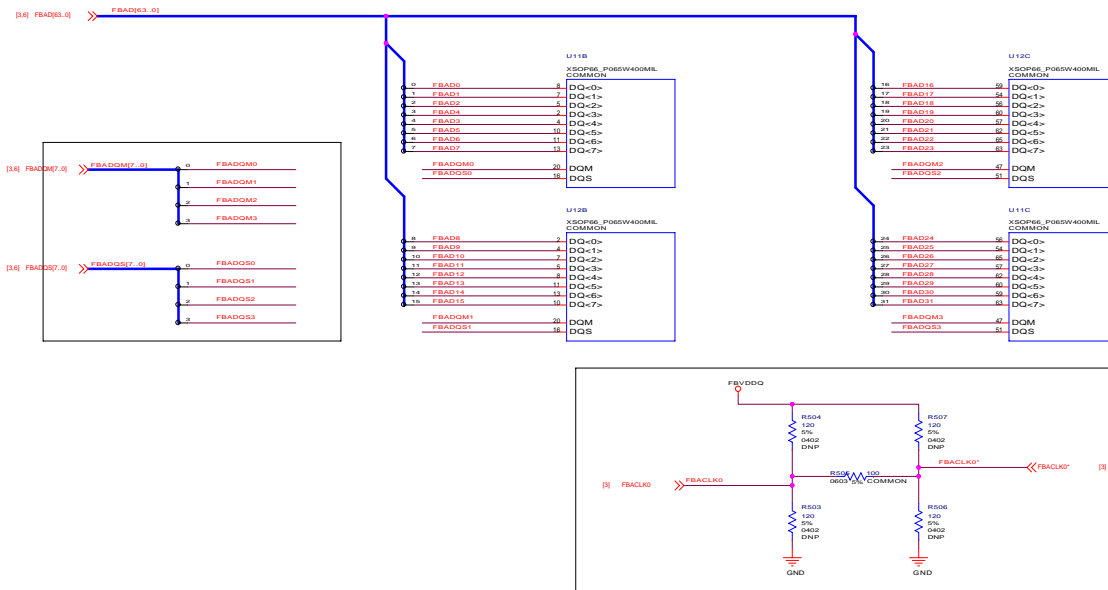 [3,6] FBAD[63..0]
FBAD[63..0]
U11B
XSOP66_P065W400MIL
COMMON
0 FBAD0 8 DQ<0>
1 FBAD1 7 DQ<1>
2 FBAD2 5 DQ<2>
3 FBAD4 2 DQ<3>
4 FBAD3 4 DQ<4>
5 FBAD5 10 DQ<5>
6 FBAD6 11 DQ<6>
7 FBAD7 13 DQ<7>
FBADQM0 20 DQM
FBADQS0 16 DQS
U12C
XSOP66_P065W400MIL
COMMON
16 FBAD16 59 DQ<0>
17 FBAD17 54 DQ<1>
18 FBAD18 56 DQ<2>
19 FBAD19 60 DQ<3>
20 FBAD20 57 DQ<4>
21 FBAD21 62 DQ<5>
22 FBAD22 65 DQ<6>
23 FBAD23 63 DQ<7>
FBADQM2 47 DQM
FBADQS2 51 DQS
[3,6] FBADQM[7..0]
FBADQM[7..0]
0 FBADQM0
1 FBADQM1
2 FBADQM2
3 FBADQM3
[3,6] FBADQS[7..0]
FBADQS[7..0]
0 FBADQS0
1 FBADQS1
2 FBADQS2
3 FBADQS3
U12B
XSOP66_P065W400MIL
COMMON
8 FBAD8 2 DQ<0>
9 FBAD9 4 DQ<1>
10 FBAD10 7 DQ<2>
11 FBAD11 5 DQ<3>
12 FBAD12 8 DQ<4>
13 FBAD13 11 DQ<5>
14 FBAD14 13 DQ<6>
15 FBAD15 10 DQ<7>
FBADQM1 20 DQM
FBADQS1 16 DQS
U11C
XSOP66_P065W400MIL
COMMON
24 FBAD24 56 DQ<0>
25 FBAD25 54 DQ<1>
26 FBAD26 65 DQ<2>
27 FBAD27 57 DQ<3>
28 FBAD28 62 DQ<4>
29 FBAD29 60 DQ<5>
30 FBAD30 59 DQ<6>
31 FBAD31 63 DQ<7>
FBADQM3 47 DQM
FBADQS3 51 DQS
FBVDDQ
R504
120
5%
0402
DNP
R507
120
5%
0402
DNP
FBACLK0*
FBACLK0*
[3]
R505 100
0603 5% COMMON
[3] FBACLK0
FBACLK0
R503
120
5%
0402
DNP
R506
120
5%
0402
DNP
GND
GND